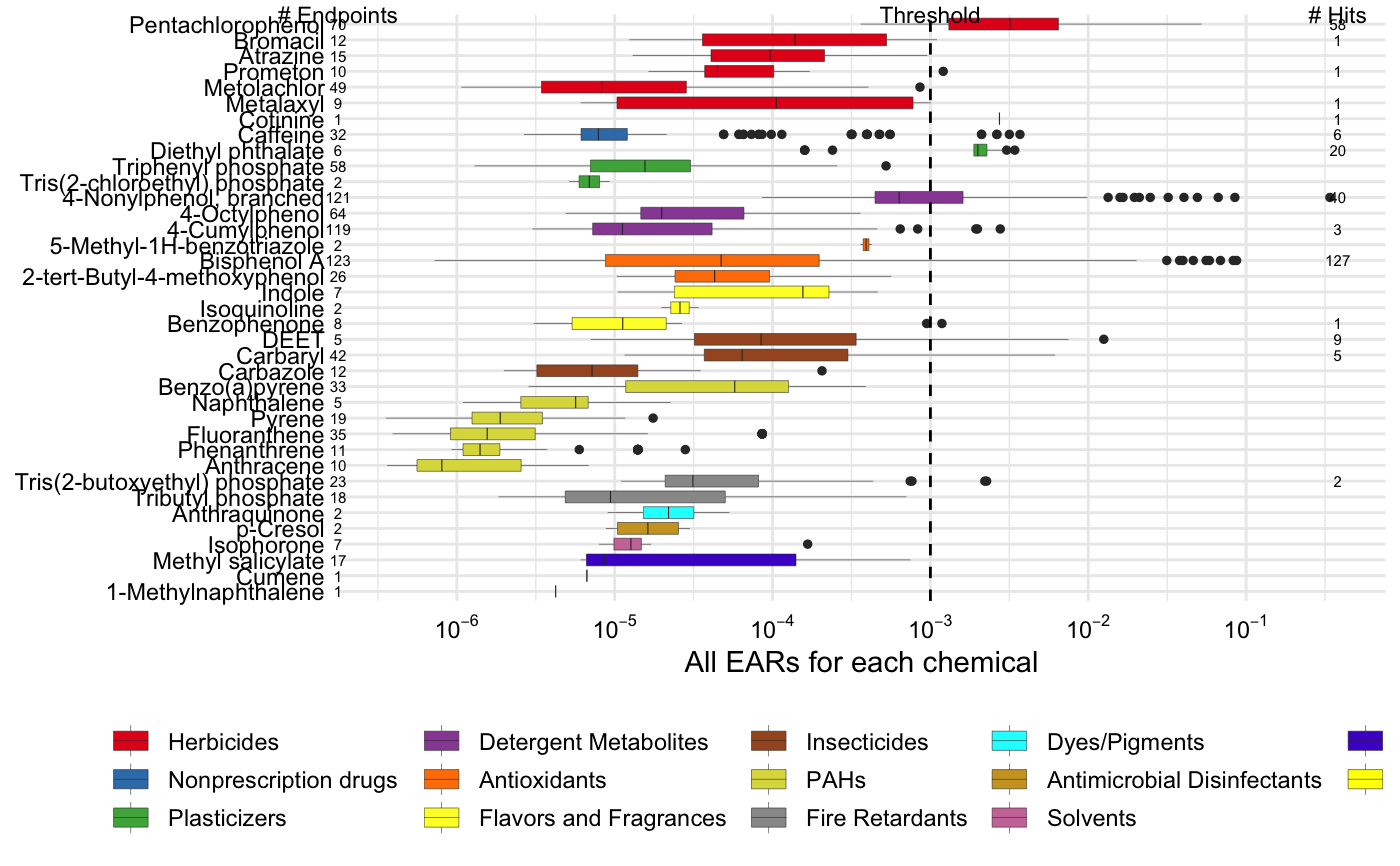 # Endpoints Threshold # Hits
Pentachlorophenol 70 58
Bromacil 12 1
Atrazine 15
Prometon 10 1
Metolachlor 49
Metalaxyl 9 1
Cotinine 1 1
Caffeine 32 6
Diethyl phthalate 6 20
Triphenyl phosphate 58
Tris(2-chloroethyl) phosphate 2
4-Nonylphenol, branched 121 40
4-Octylphenol 64
4-Cumylphenol 119 3
5-Methyl-1H-benzotriazole 2
Bisphenol A 123 127
2-tert-Butyl-4-methoxyphenol 26
Indole 7
Isoquinoline 2
Benzophenone 8 1
DEET 5 9
Carbaryl 42 5
Carbazole 12
Benzo(a)pyrene 33
Naphthalene 5
Pyrene 19
Fluoranthene 35
Phenanthrene 11
Anthracene 10
Tris(2-butoxyethyl) phosphate 23 2
Tributyl phosphate 18
Anthraquinone 2
p-Cresol 2
Isophorone 7
Methyl salicylate 17
Cumene 1
1-Methylnaphthalene 1
10−6 10−5 10−4 10−3 10−2 10−1
All EARs for each chemical
Herbicides Detergent Metabolites Insecticides Dyes/Pigments
Nonprescription drugs Antioxidants PAHs Antimicrobial Disinfectants
Plasticizers Flavors and Fragrances Fire Retardants Solvents